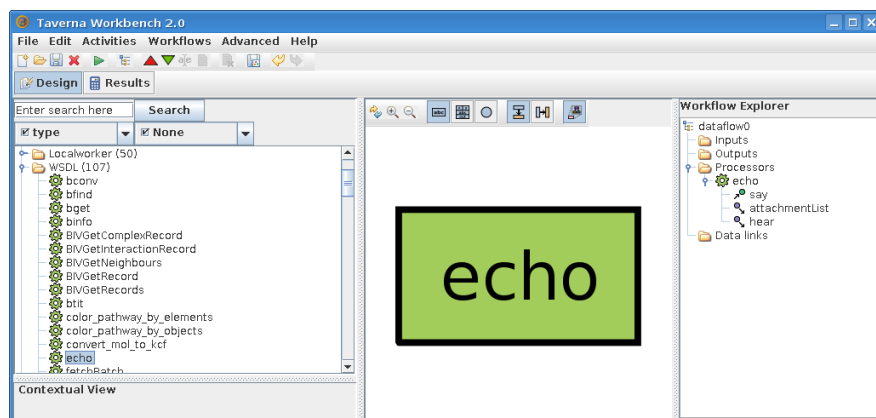 Taverna Workbench 2.0
File Edit Activities Workflows Advanced Help
Design Results
Enter search here Search
type None
Localworker (50)
WSDL (107)
bconv
bfind
bget
binfo
BIVGetComplexRecord
BIVGetInteractionRecord
BIVGetNeighbours
BIVGetRecord
BIVGetRecords
btit
color_pathway_by_elements
color_pathway_by_objects
convert_mol_to_kcf
echo
fetchBatch
Contextual View
abc
echo
Workflow Explorer
dataflow0
Inputs
Outputs
Processors
echo
say
attachmentList
hear
Data links